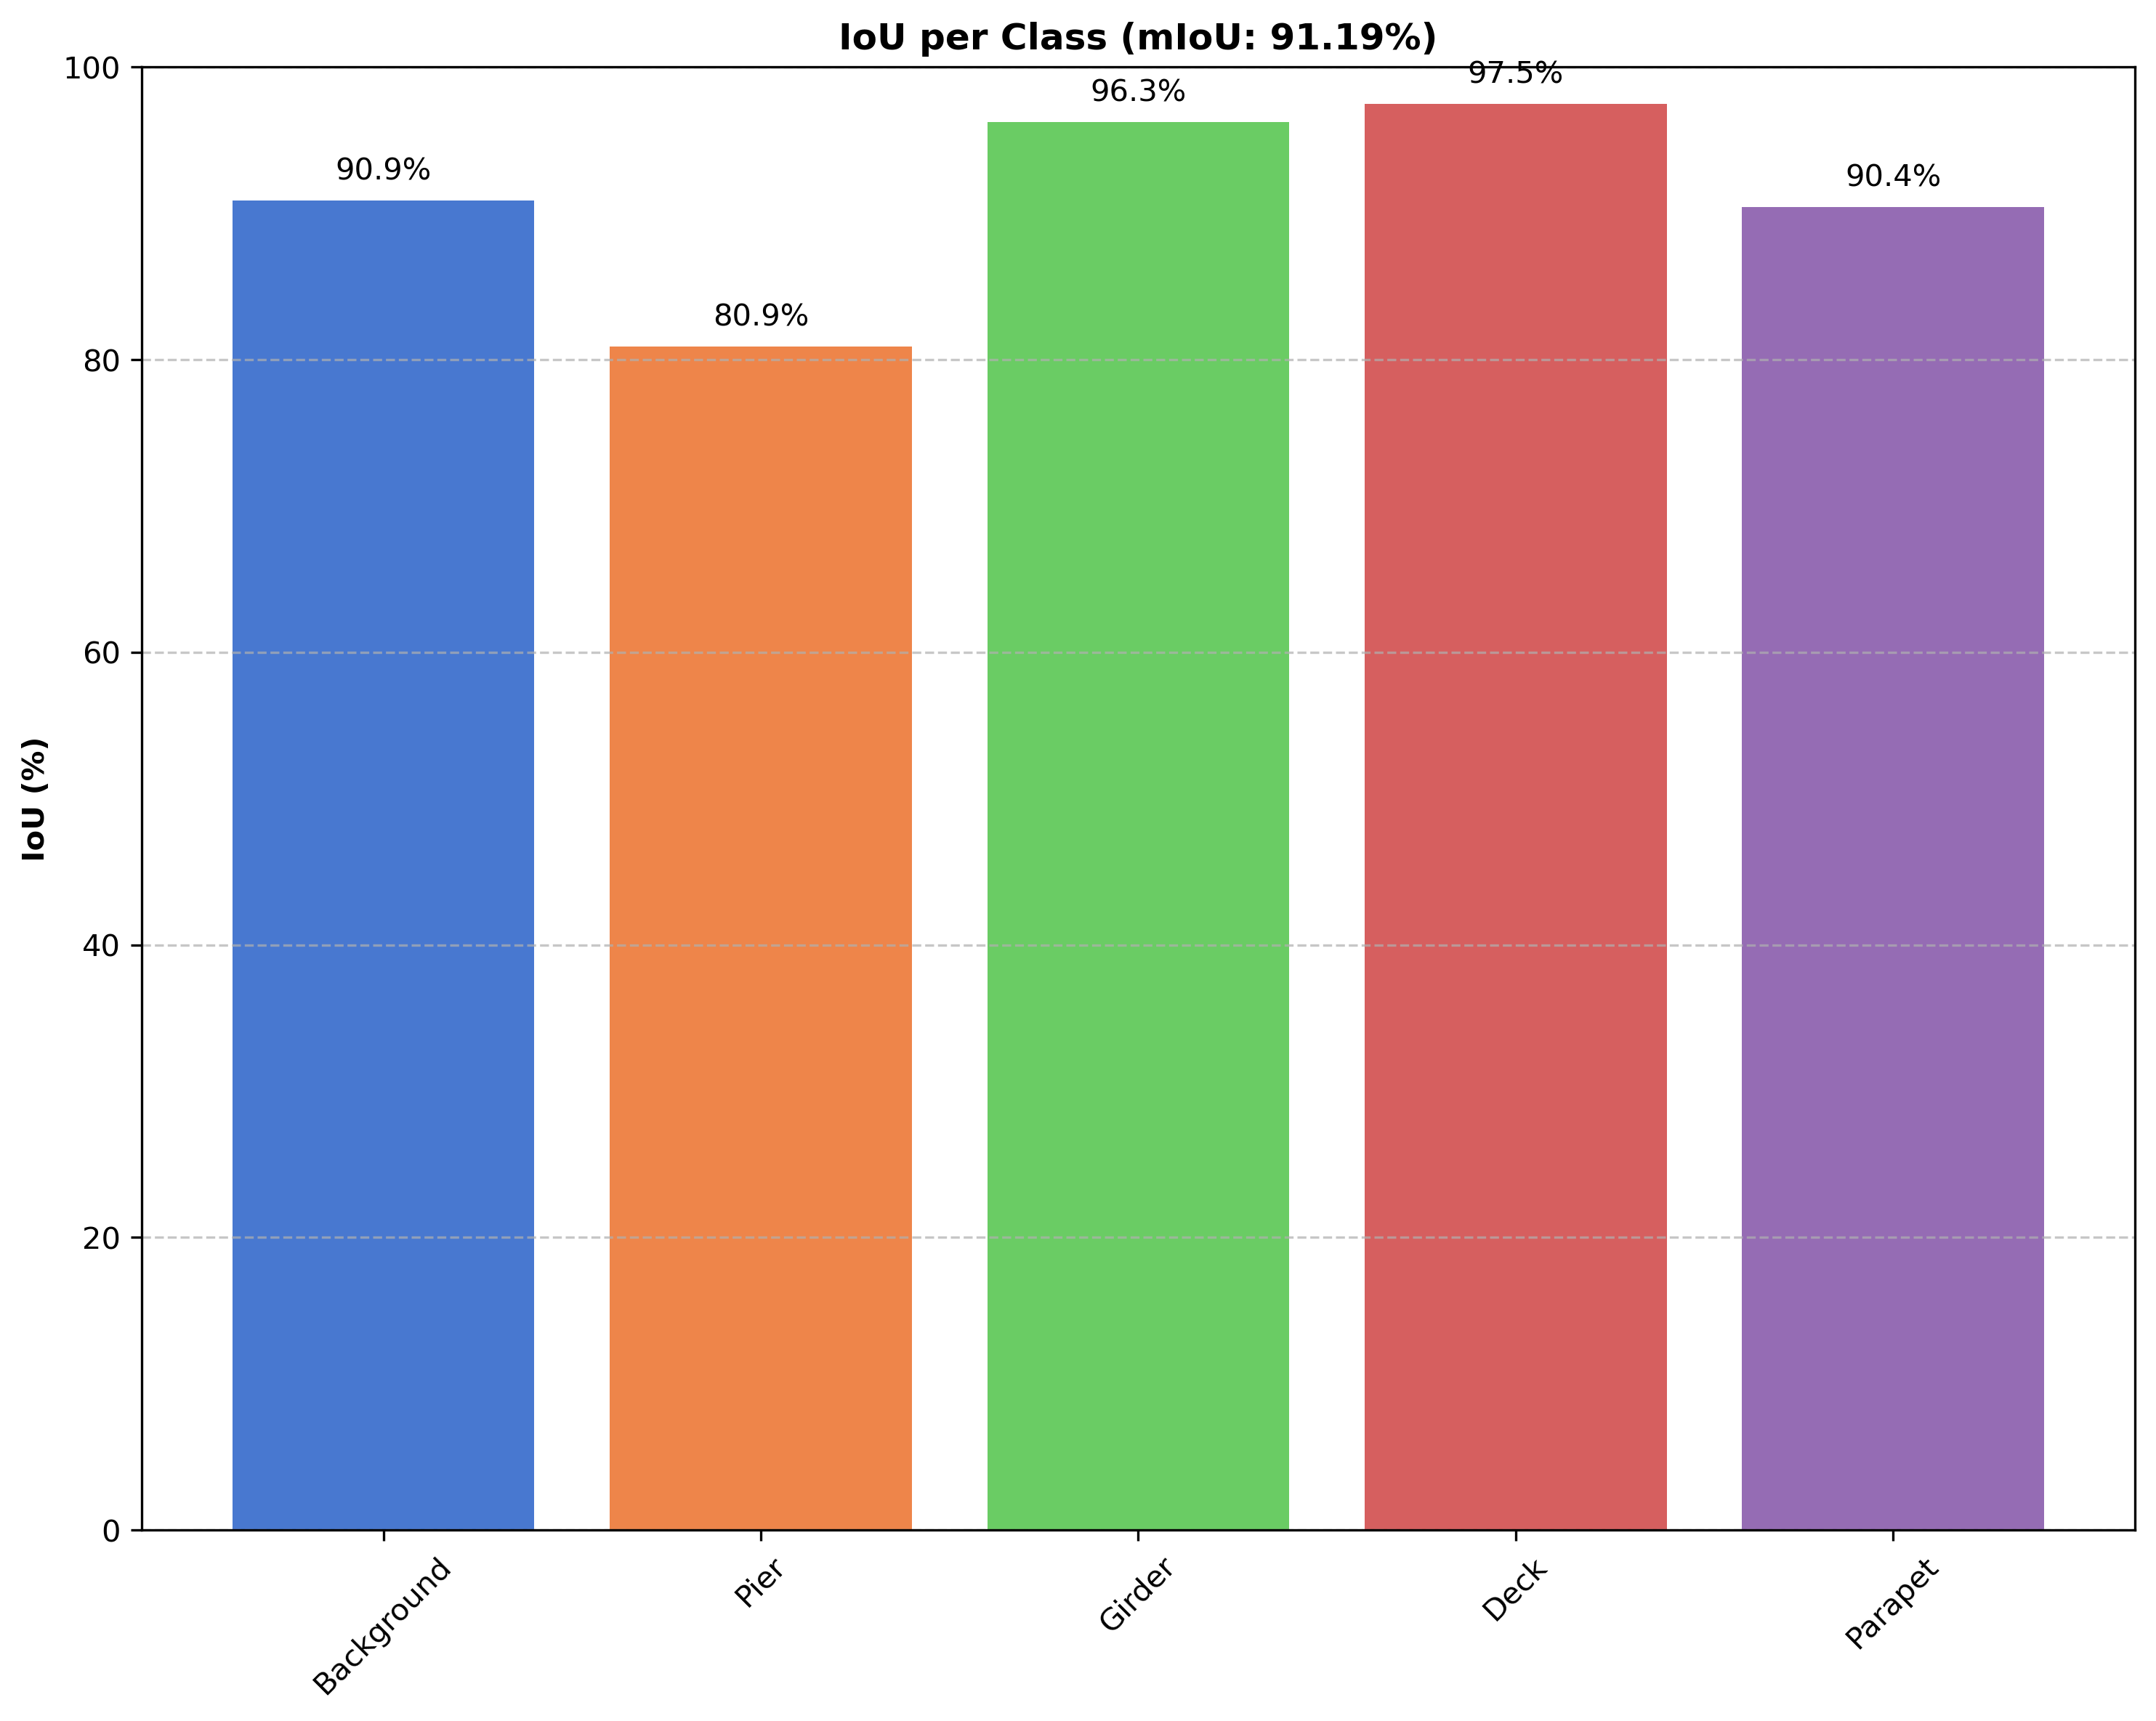 IoU per Class (mIoU: 91.19%)
100
80
60
40
20
0
IoU (%)
90.9%
80.9%
96.3%
97.5%
90.4%
Background
Pier
Girder
Deck
Parapet